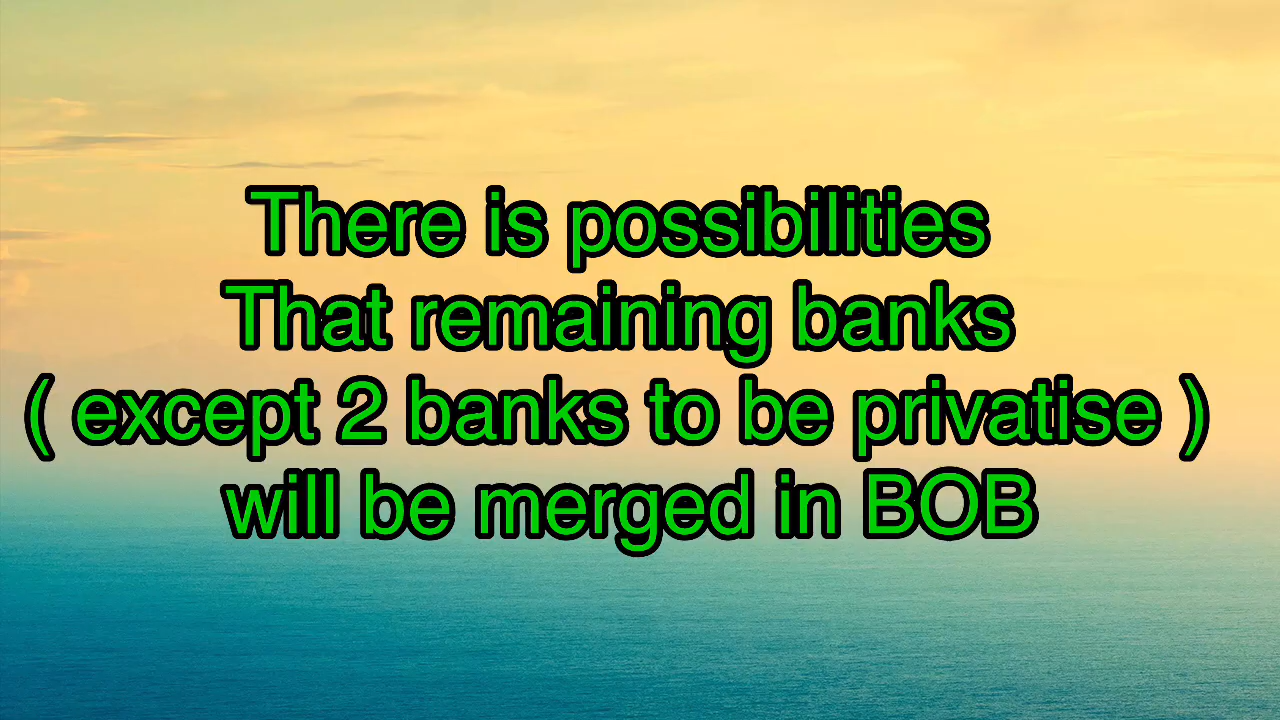 There is possibilities
That remaining banks
( except 2 banks to be privatise )
will be merged in BOB